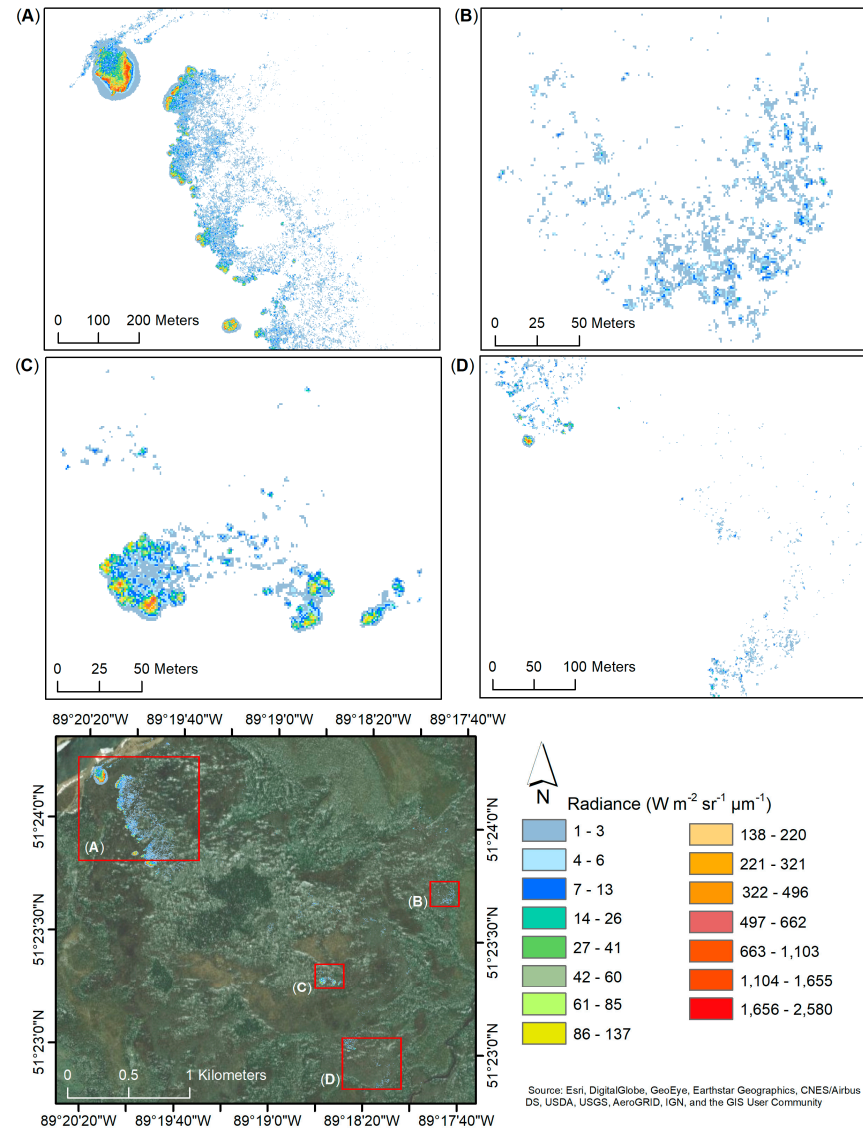 (A)
0 100 200 Meters
(B)
0 25 50 Meters
(C)
0 25 50 Meters
(D)
0 50 100 Meters
89°20'20"W 89°19'40"W 89°19'0"W 89°18'20"W 89°17'40"W
51°24'0"N
51°23'30"N
51°23'0"N
(A)
(B)
(C)
(D)
0 0.5 1 Kilometers
51°24'0"N
51°23'30"N
51°23'0"N
89°20'20"W 89°19'40"W 89°19'0"W 89°18'20"W 89°17'40"W
N
Radiance (W m-2 sr-1 µm-1)
1 - 3
4 - 6
7 - 13
14 - 26
27 - 41
42 - 60
61 - 85
86 - 137
138 - 220
221 - 321
322 - 496
497 - 662
663 - 1,103
1,104 - 1,655
1,656 - 2,580
Source: Esri, DigitalGlobe, GeoEye, Earthstar Geographics, CNES/Airbus
DS, USDA, USGS, AeroGRID, IGN, and the GIS User Community